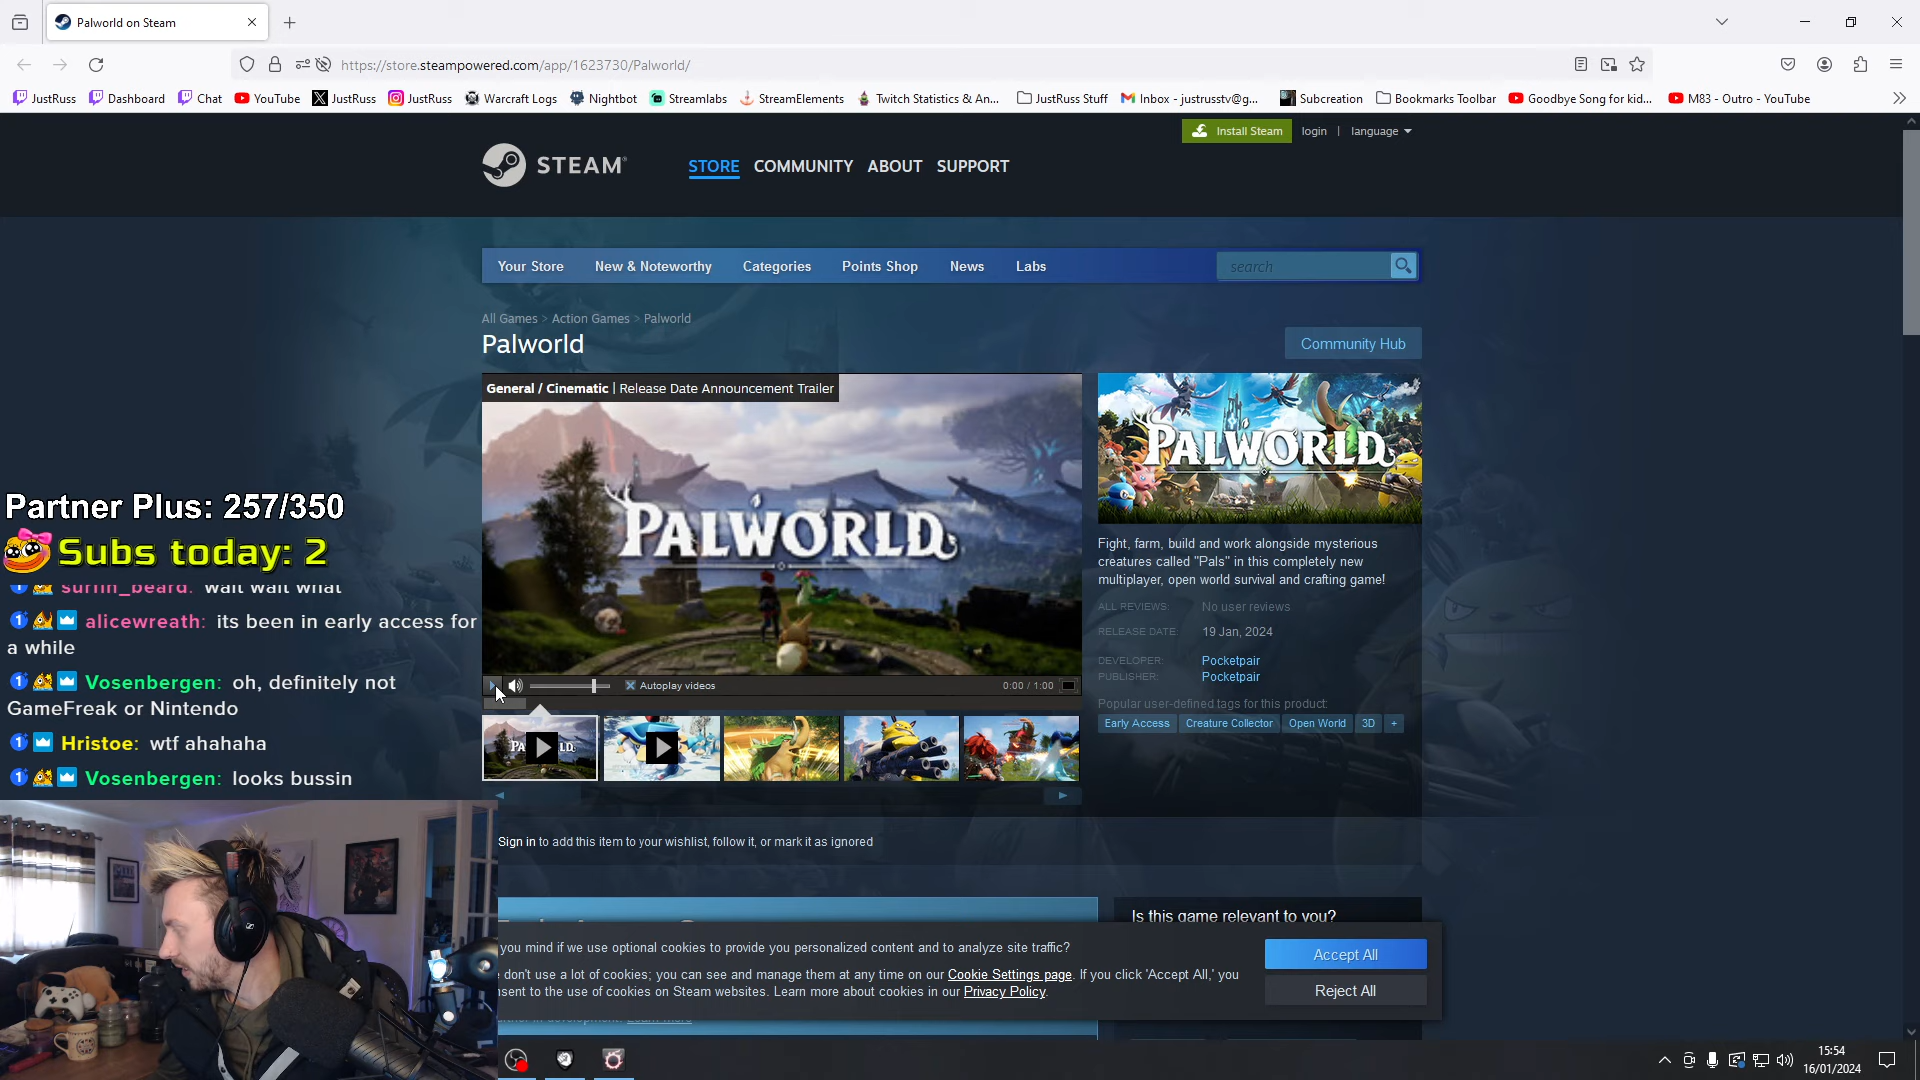 Palworld on Steam
https://store.steampowered.com/app/1623730/Palworld/
JustRuss
Dashboard
Chat
YouTube
JustRuss
JustRuss
Warcraft Logs
Nightbot
Streamlabs
StreamElements
Twitch Statistics & An...
JustRuss Stuff
Inbox - justrusstv@g...
Subcreation
Bookmarks Toolbar
Goodbye Song for kid...
M83 - Outro - YouTube
Install Steam
login | language
STEAM
STORE
COMMUNITY
ABOUT
SUPPORT
Your Store
New & Noteworthy
Categories
Points Shop
News
Labs
search
All Games > Action Games > Palworld
Palworld
Community Hub
General / Cinematic | Release Date Announcement Trailer
PALWORLD
Autoplay videos
0:00 / 1:00
PALWORLD
Fight, farm, build and work alongside mysterious
creatures called "Pals" in this completely new
multiplayer, open world survival and crafting game!
ALL REVIEWS: No user reviews
RELEASE DATE: 19 Jan, 2024
DEVELOPER: Pocketpair
PUBLISHER: Pocketpair
Popular user-defined tags for this product:
Early Access
Creature Collector
Open World
3D
+
Sign in to add this item to your wishlist, follow it, or mark it as ignored
Is this game relevant to you?
you mind if we use optional cookies to provide you personalized content and to analyze site traffic?
don't use a lot of cookies; you can see and manage them at any time on our Cookie Settings page. If you click 'Accept All,' you
to the use of cookies on Steam websites. Learn more about cookies in our Privacy Policy.
Accept All
Reject All
Partner Plus: 257/350
Subs today: 2
surfin_beard: wait wait what
alicewreath: its been in early access for
a while
Vosenbergen: oh, definitely not
GameFreak or Nintendo
Hristoe: wtf ahahaha
Vosenbergen: looks bussin
15:54
16/01/2024